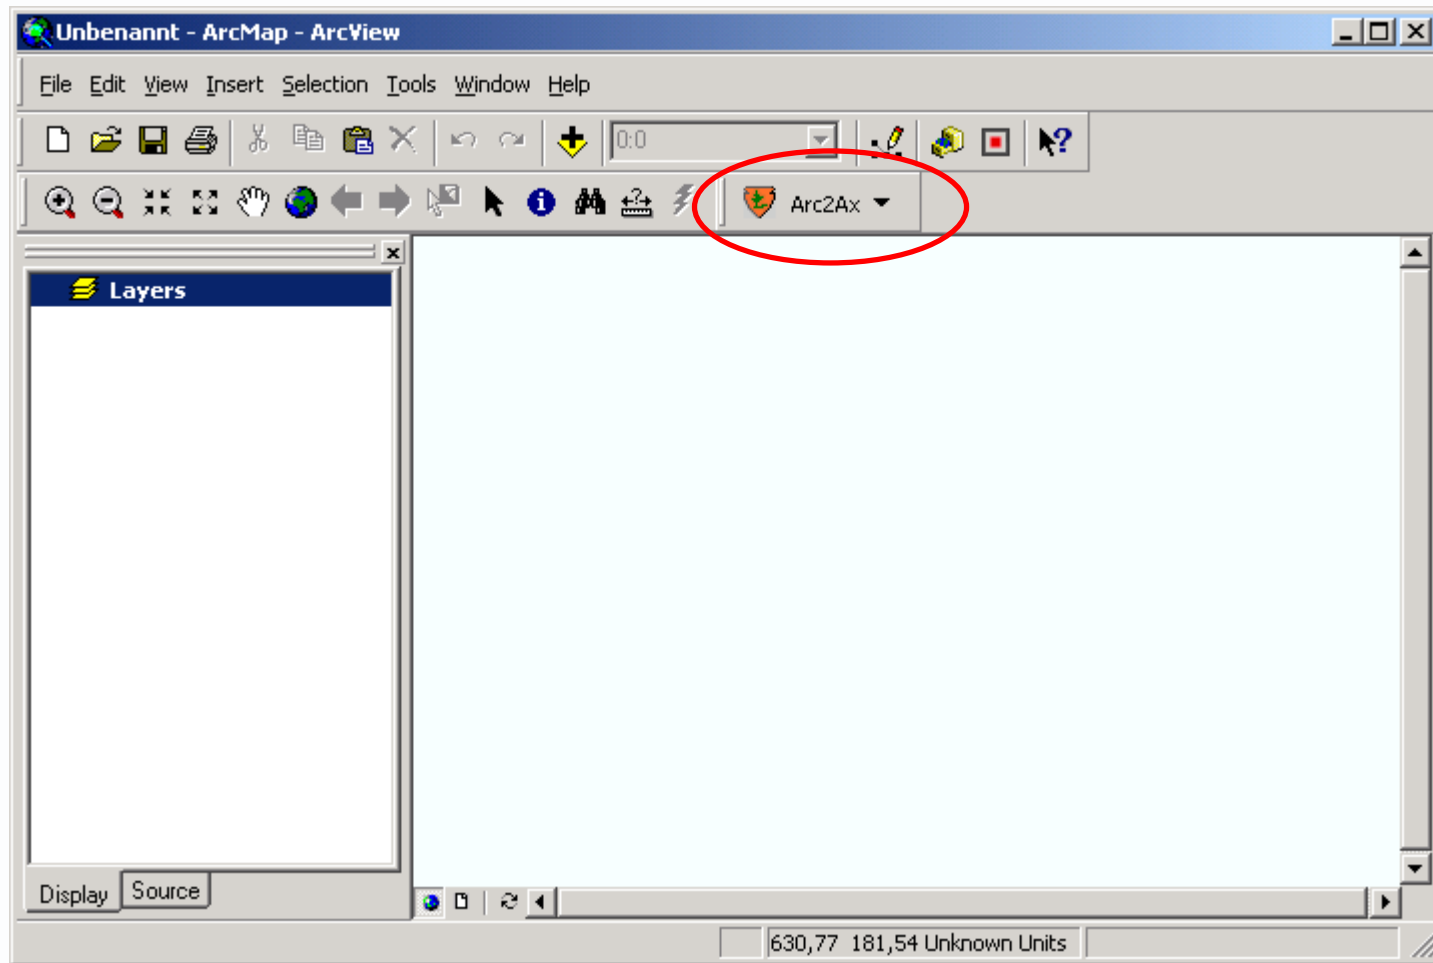 Unbenannt - ArcMap - ArcView
File Edit View Insert Selection Tools Window Help
0:0
Arc2Ax
Layers
Display Source
630,77 181,54 Unknown Units